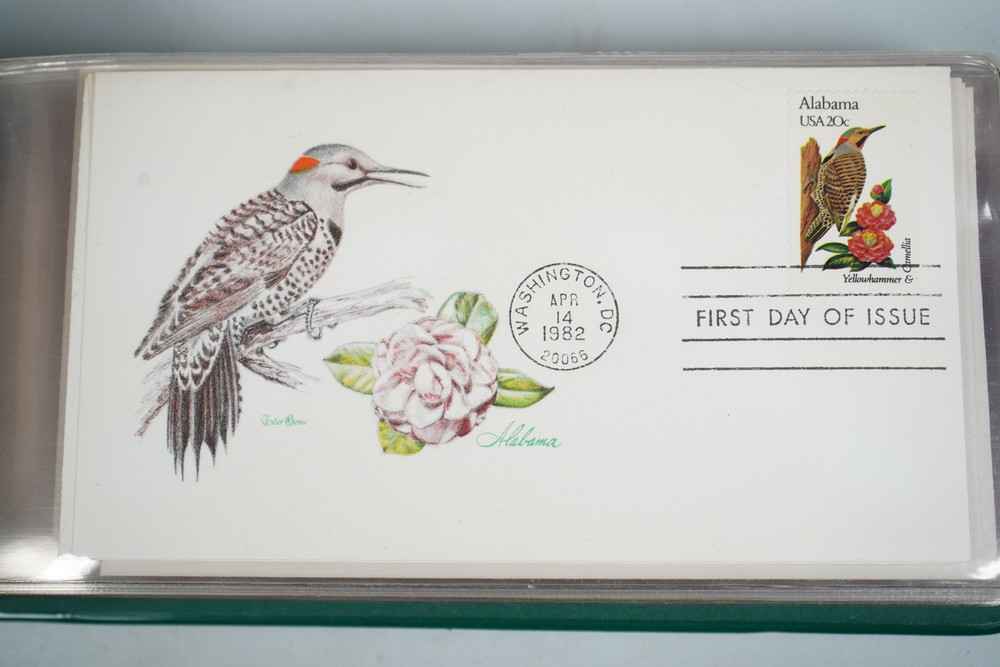 Alabama
USA 20c
Yellowhammer & Camellia
WASHINGTON, DC
APR
14
1982
20066
FIRST DAY OF ISSUE
Alabama